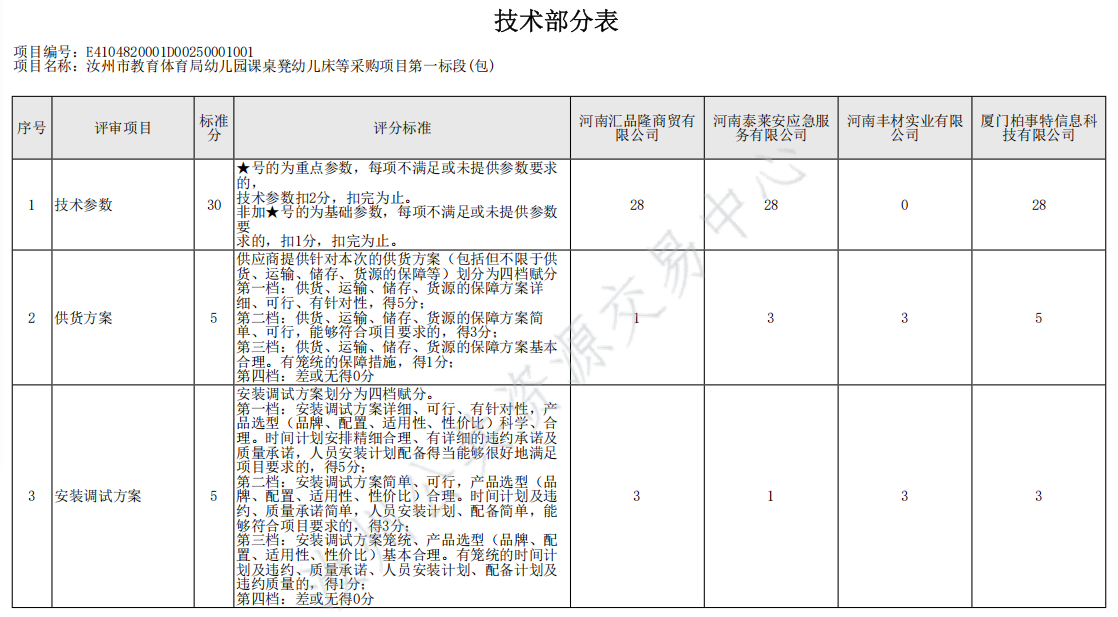 技术部分表
项目编号：E4104820001D00250001001
项目名称：汝州市教育体育局幼儿园课桌凳幼儿床等采购项目第一标段(包)
序号
评审项目
标准
分
评分标准
河南汇品隆商贸有
限公司
河南泰莱安应急服
务有限公司
河南丰材实业有限
公司
厦门柏事特信息科
技有限公司
1
技术参数
30
★号的为重点参数，每项不满足或未提供参数要求
的，
技术参数扣2分，扣完为止。
非加★号的为基础参数，每项不满足或未提供参数
要
求的，扣1分，扣完为止。
28
28
0
28
2
供货方案
5
供应商提供针对本次的供货方案（包括但不限于供
货、运输、储存、货源的保障等）划分为四档赋分
第一档：供货、运输、储存、货源的保障方案详
细、可行、有针对性，得5分；
第二档：供货、运输、储存、货源的保障方案简
单、可行，能够符合项目要求的，得3分；
第三档：供货、运输、储存、货源的保障方案基本
合理。有笼统的保障措施，得1分；
第四档：差或无得0分
1
3
3
5
3
安装调试方案
5
安装调试方案划分为四档赋分。
第一档：安装调试方案详细、可行、有针对性，产
品选型（品牌、配置、适用性、性价比）科学、合
理。时间计划安排精细合理、有详细的违约承诺及
质量承诺，人员安装计划配备得当能够很好地满足
项目要求的，得5分；
第二档：安装调试方案简单、可行，产品选型（品
牌、配置、适用性、性价比）合理。时间计划及违
约、质量承诺简单，人员安装计划、配备简单，能
够符合项目要求的，得3分；
第三档：安装调试方案笼统、产品选型（品牌、配
置、适用性、性价比）基本合理。有笼统的时间计
划及违约、质量承诺、人员安装计划、配备计划及
违约质量的，得1分；
第四档：差或无得0分
3
1
3
3
汝州公共资源交易中心